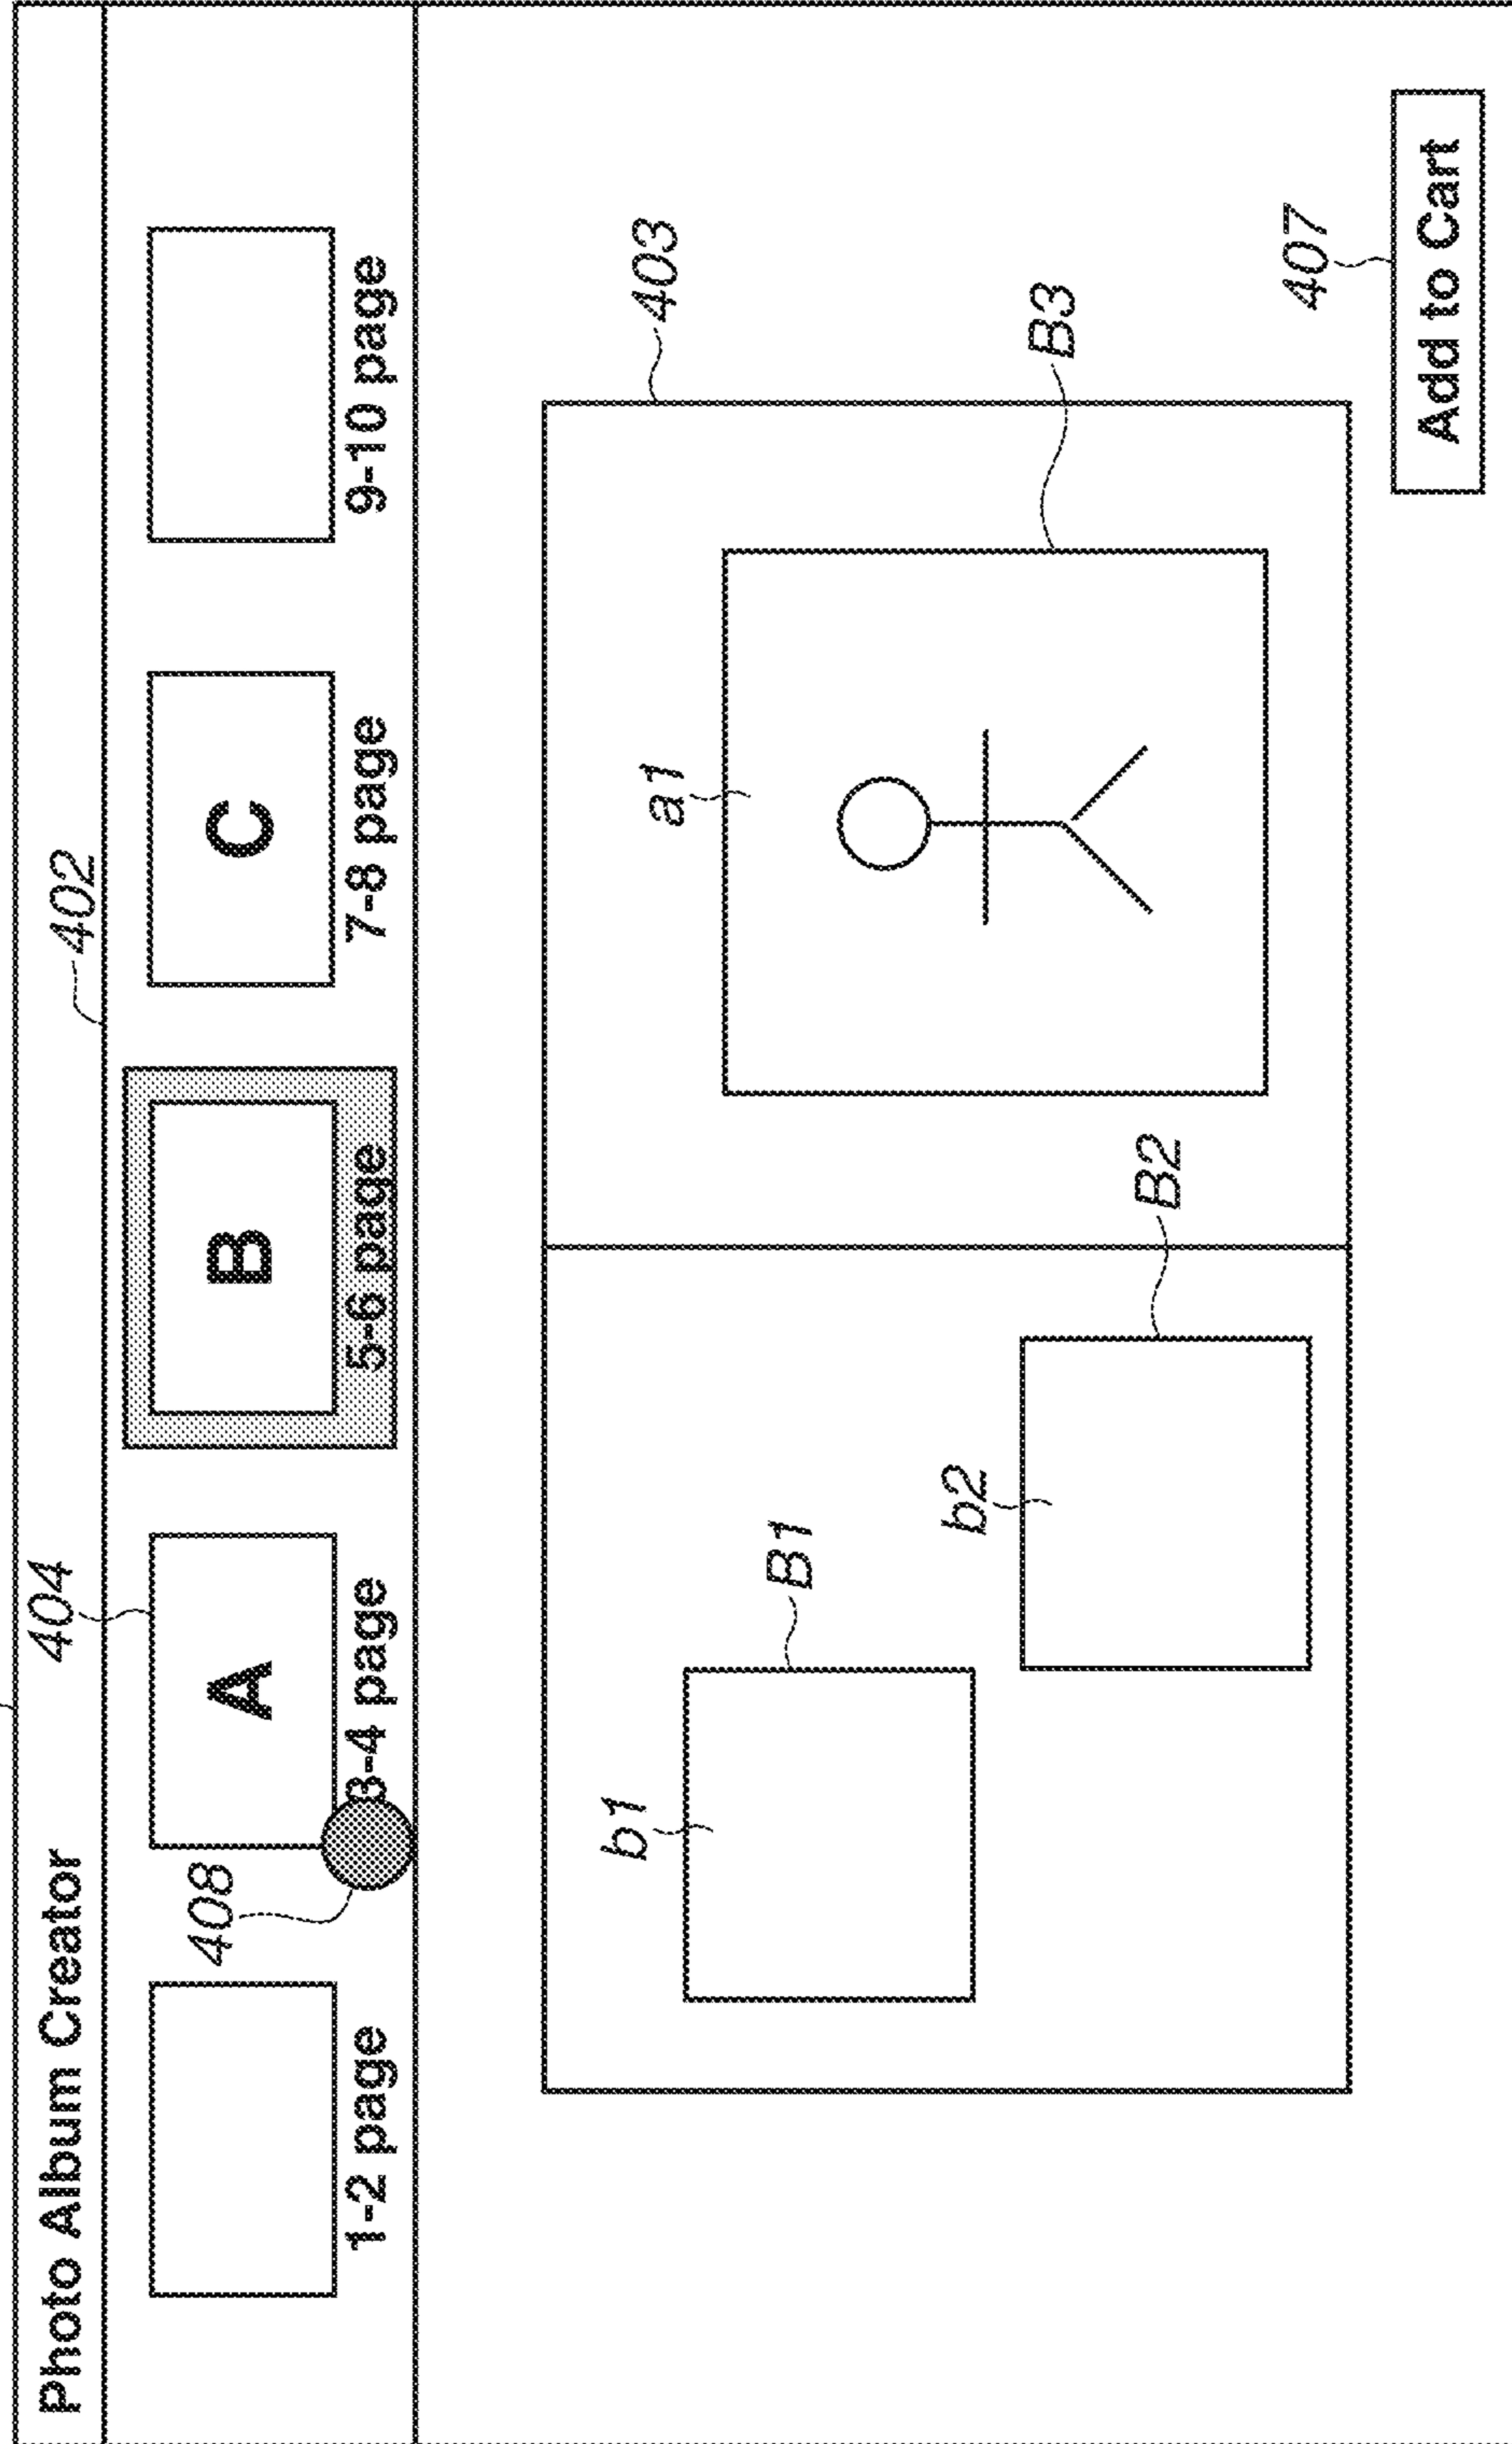 Photo Album Creator
404
402
A
B
C
408
1-2 page
3-4 page
5-6 page
7-8 page
9-10 page
403
b1
B1
b2
B2
a1
B3
407
Add to Cart